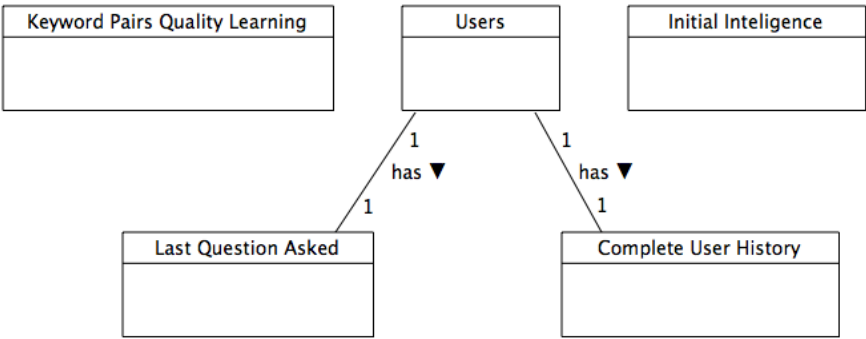 Keyword Pairs Quality Learning
Users
Initial Inteligence
1
1
has ▼
has ▼
1
1
Last Question Asked
Complete User History